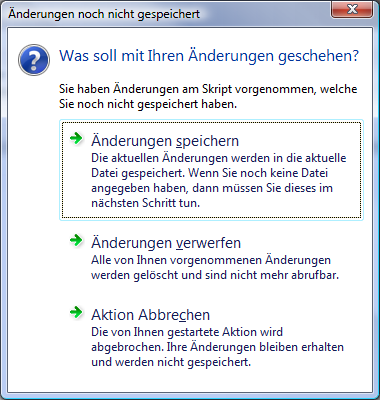 Änderungen noch nicht gespeichert
Was soll mit Ihren Änderungen geschehen?
Sie haben Änderungen am Skript vorgenommen, welche
Sie noch nicht gespeichert haben.
Änderungen speichern
Die aktuellen Änderungen werden in die aktuelle
Datei gespeichert. Wenn Sie noch keine Datei
angegeben haben, dann müssen Sie dieses im
nächsten Schritt tun.
Änderungen verwerfen
Alle von Ihnen vorgenommenen Änderungen
werden gelöscht und sind nicht mehr abrufbar.
Aktion Abbrechen
Die von Ihnen gestartete Aktion wird
abgebrochen. Ihre Änderungen bleiben erhalten
und werden nicht gespeichert.